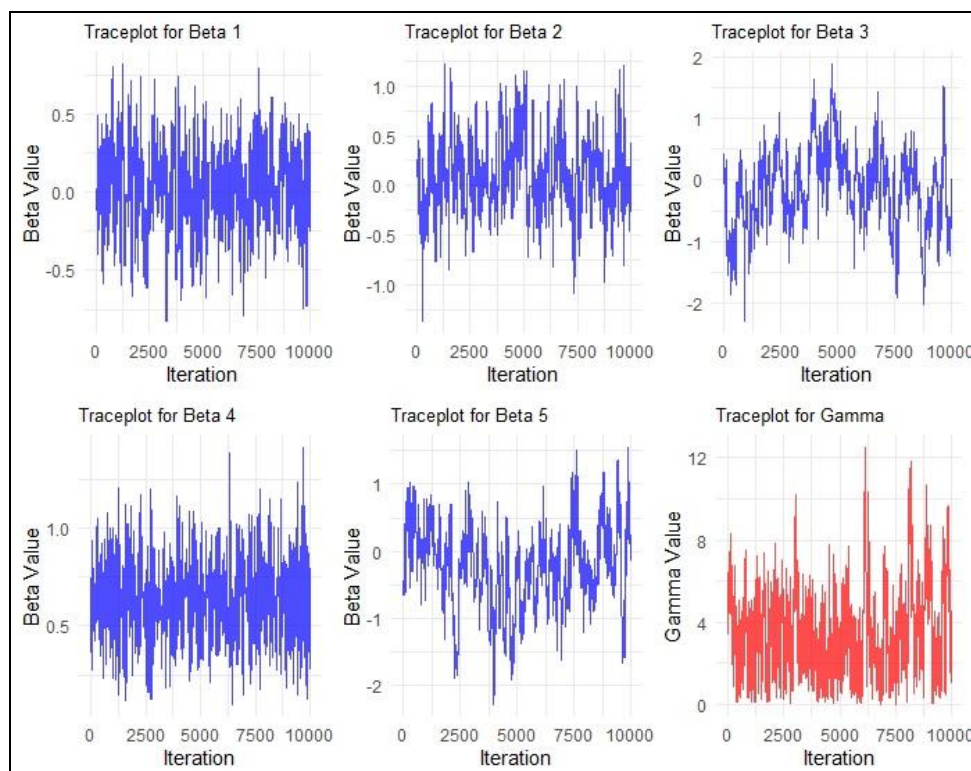 Traceplot for Beta 1
Beta Value
0.5
0.0
-0.5
0 2500 5000 7500 10000
Iteration
Traceplot for Beta 2
Beta Value
1.0
0.5
0.0
-0.5
-1.0
0 2500 5000 7500 10000
Iteration
Traceplot for Beta 3
Beta Value
2
1
0
-1
-2
0 2500 5000 7500 10000
Iteration
Traceplot for Beta 4
Beta Value
1.0
0.5
0 2500 5000 7500 10000
Iteration
Traceplot for Beta 5
Beta Value
1
0
-1
-2
0 2500 5000 7500 10000
Iteration
Traceplot for Gamma
Gamma Value
12
8
4
0
0 2500 5000 7500 10000
Iteration